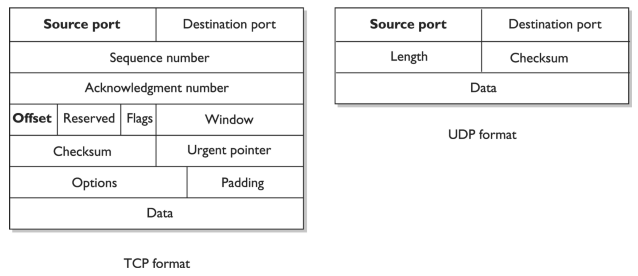 Source port Destination port
Sequence number
Acknowledgment number
Offset Reserved Flags Window
Checksum Urgent pointer
Options Padding
Data
TCP format
Source port Destination port
Length Checksum
Data
UDP format